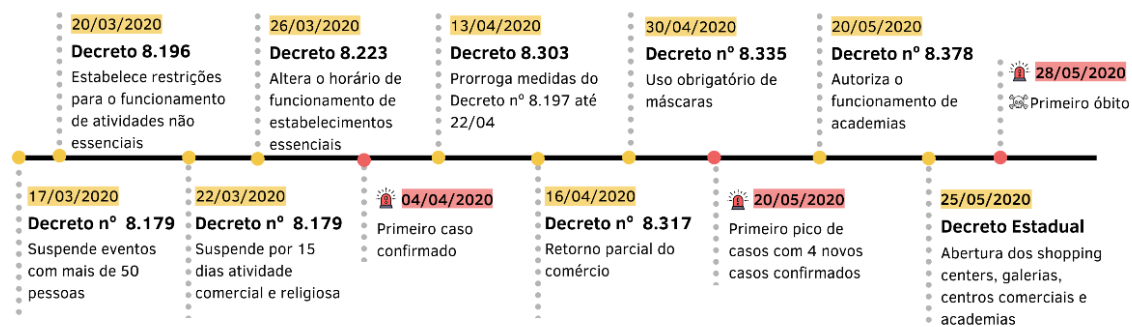 20/03/2020
Decreto 8.196
Estabelece restrições
para o funcionamento
de atividades não
essenciais
26/03/2020
Decreto 8.223
Altera o horário de
funcionamento de
estabelecimentos
essenciais
13/04/2020
Decreto 8.303
Prorroga medidas do
Decreto nº 8.197 até
22/04
30/04/2020
Decreto nº 8.335
Uso obrigatório de
máscaras
20/05/2020
Decreto nº 8.378
Autoriza o
funcionamento de
academias
28/05/2020
Primeiro óbito
17/03/2020
Decreto nº 8.179
Suspende eventos
com mais de 50
pessoas
22/03/2020
Decreto nº 8.179
Suspende por 15
dias atividade
comercial e religiosa
04/04/2020
Primeiro caso
confirmado
16/04/2020
Decreto nº 8.317
Retorno parcial do
comércio
20/05/2020
Primeiro pico de
casos com 4 novos
casos confirmados
25/05/2020
Decreto Estadual
Abertura dos shopping
centers, galerias,
centros comerciais e
academias